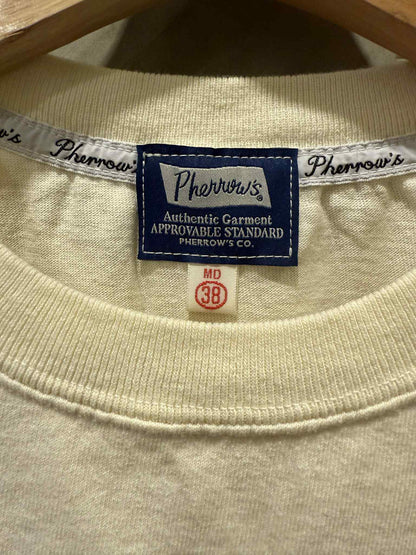 Pherrow's
Pherrow's
Authentic Garment
APPROVABLE STANDARD
PHERROW'S CO.
Pherrow's
MD
38